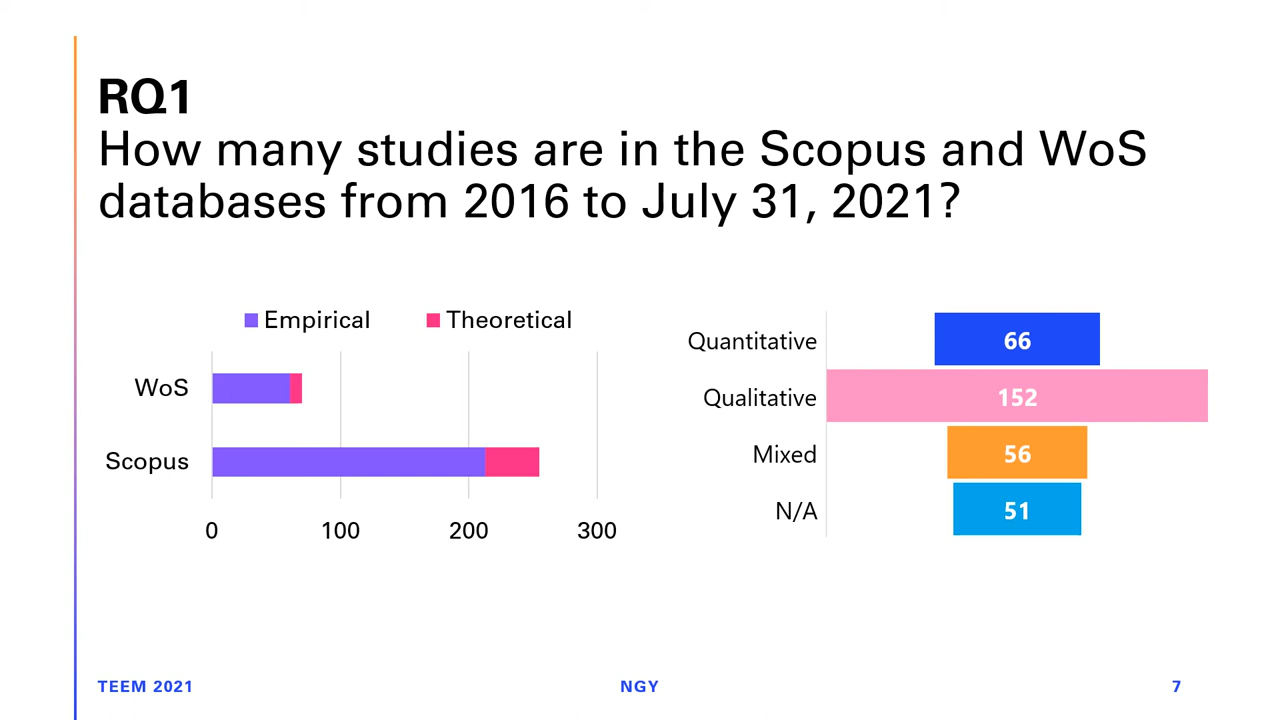 RQ1
How many studies are in the Scopus and WoS
databases from 2016 to July 31, 2021?
Empirical
Theoretical
WoS
Scopus
0
100
200
300
Quantitative
66
Qualitative
152
Mixed
56
N/A
51
TEEM 2021
NGY
7